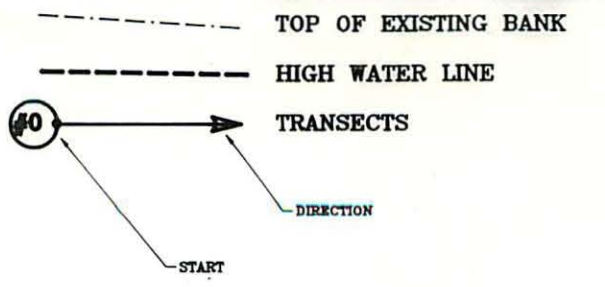 TOP OF EXISTING BANK
HIGH WATER LINE
#0 TRANSECTS
DIRECTION
START